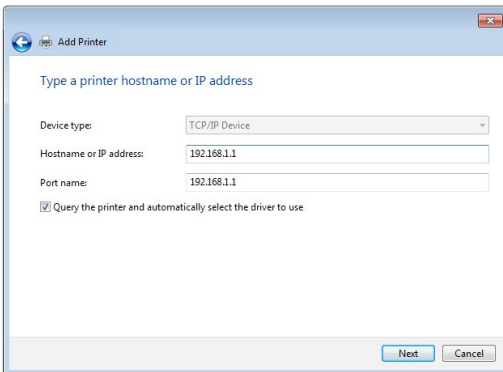 Add Printer
Type a printer hostname or IP address
Device type: TCP/IP Device
Hostname or IP address: 192.168.1.1
Port name: 192.168.1.1
Query the printer and automatically select the driver to use
Next Cancel